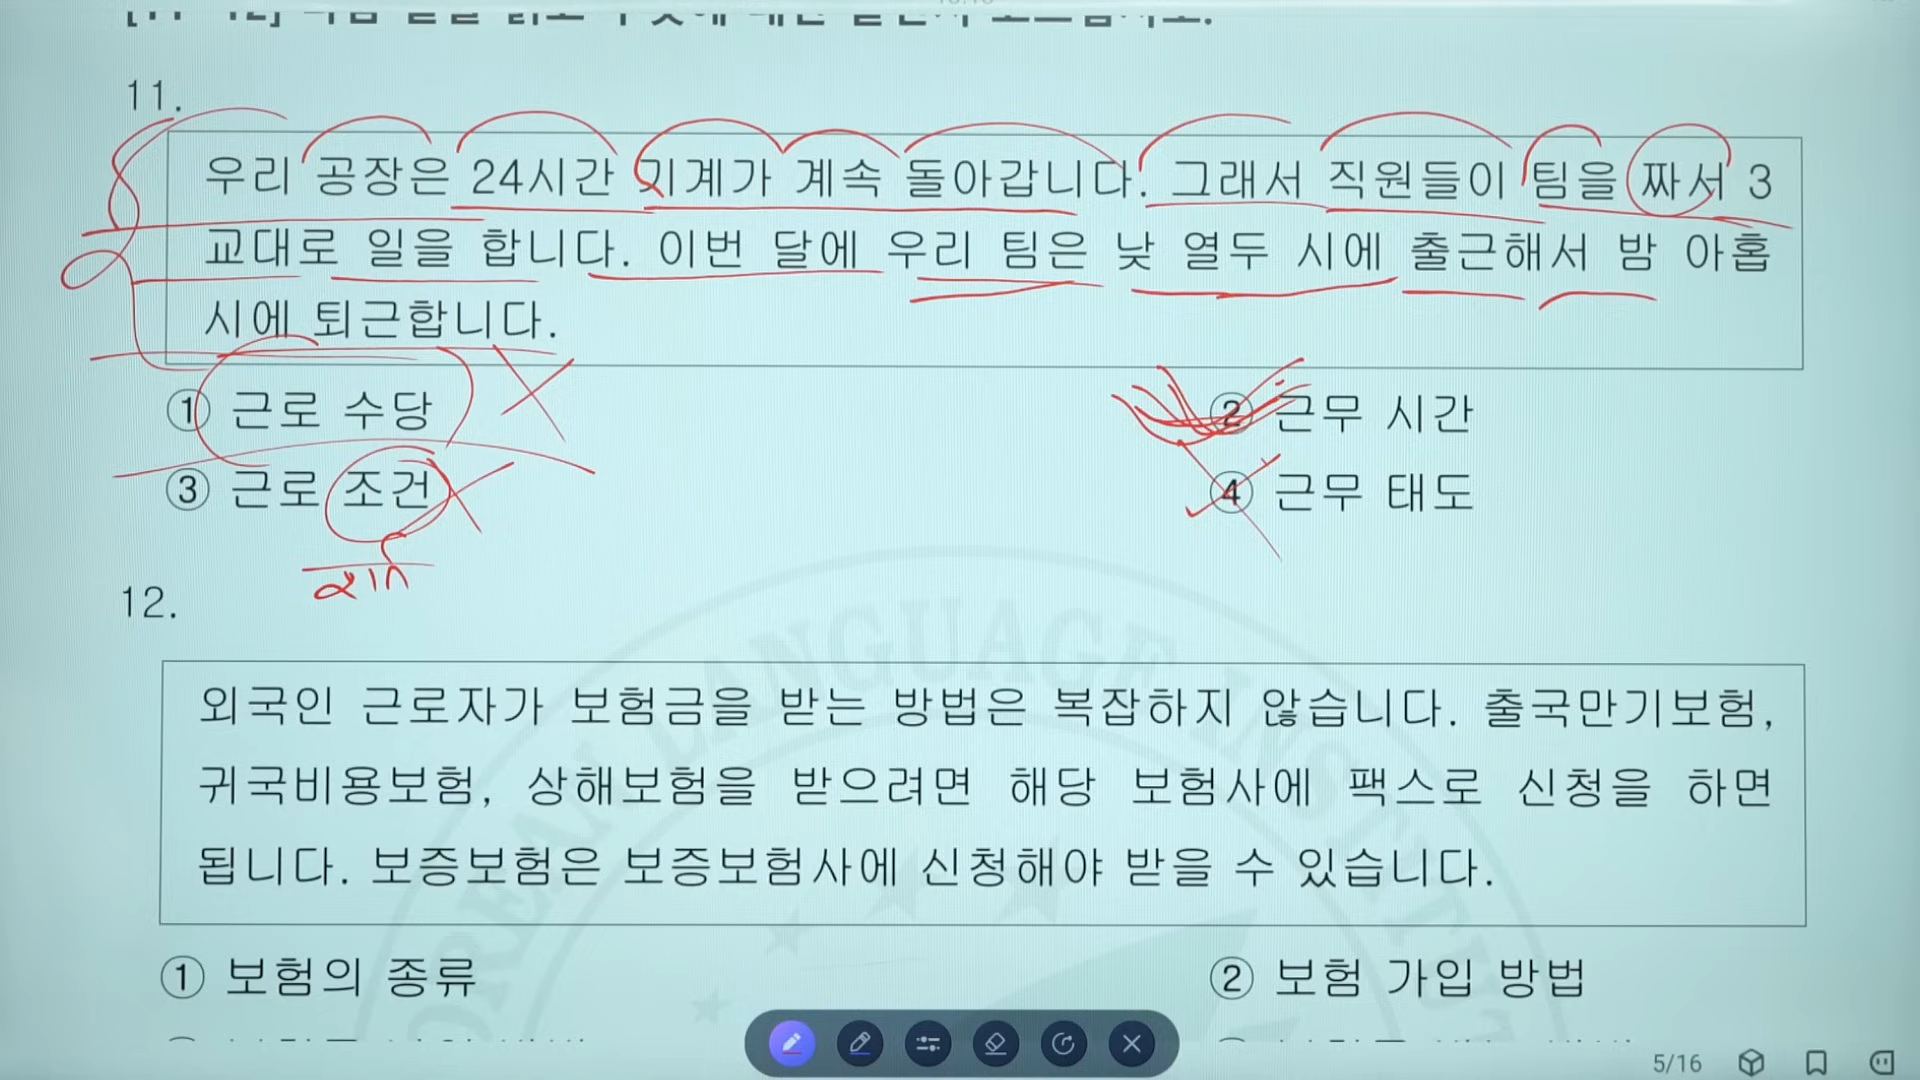 11.
우리 공장은 24시간 기계가 계속 돌아갑니다. 그래서 직원들이 팀을 짜서 3
교대로 일을 합니다. 이번 달에 우리 팀은 낮 열두 시에 출근해서 밤 아홉
시에 퇴근합니다.
① 근로 수당
② 근무 시간
③ 근로 조건
④ 근무 태도
12.
외국인 근로자가 보험금을 받는 방법은 복잡하지 않습니다. 출국만기보험,
귀국비용보험, 상해보험을 받으려면 해당 보험사에 팩스로 신청을 하면
됩니다. 보증보험은 보증보험사에 신청해야 받을 수 있습니다.
① 보험의 종류
② 보험 가입 방법
5/16